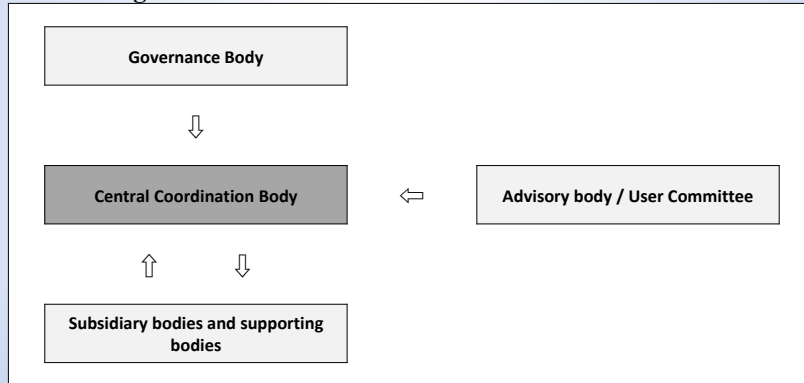 Governance Body
Central Coordination Body
Advisory body / User Committee
Subsidiary bodies and supporting
bodies